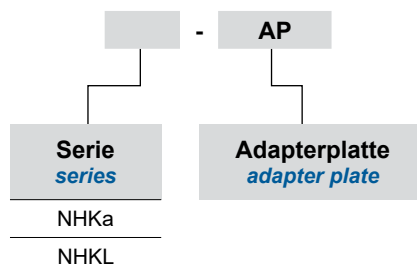 - AP
Serie
series
NHKa
NHKL
Adapterplatte
adapter plate